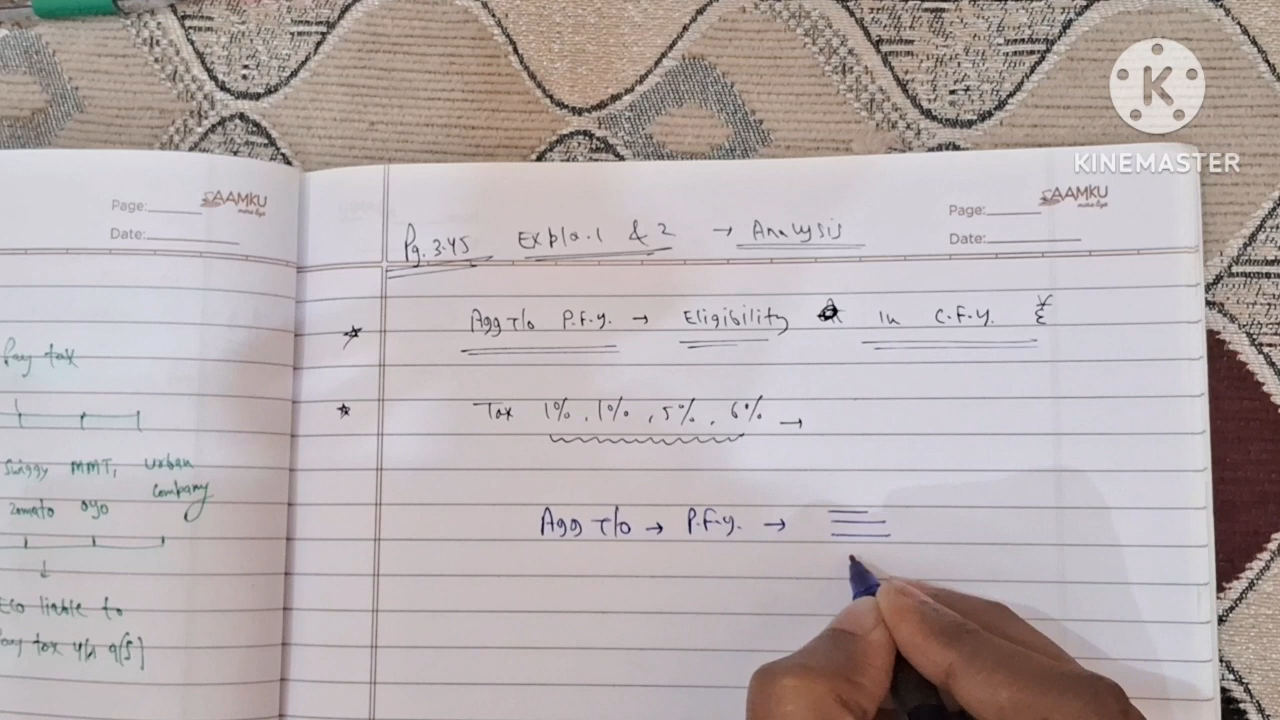 KINEMASTER
Page:
Date:
SAAMKU
Pay tax
Swiggy MMT, Urban
Zomato OYO Company
ECO liable to
Pay tax u/s 9(5)
Page:
Date:
SAAMKU
Pg. 3.45 Expla. 1 & 2 → Analysis
Agg T/o P.F.Y. → Eligibility In C.F.Y.
Tax 1%, 1%, 5%, 6% →
Agg T/o → P.F.Y. →